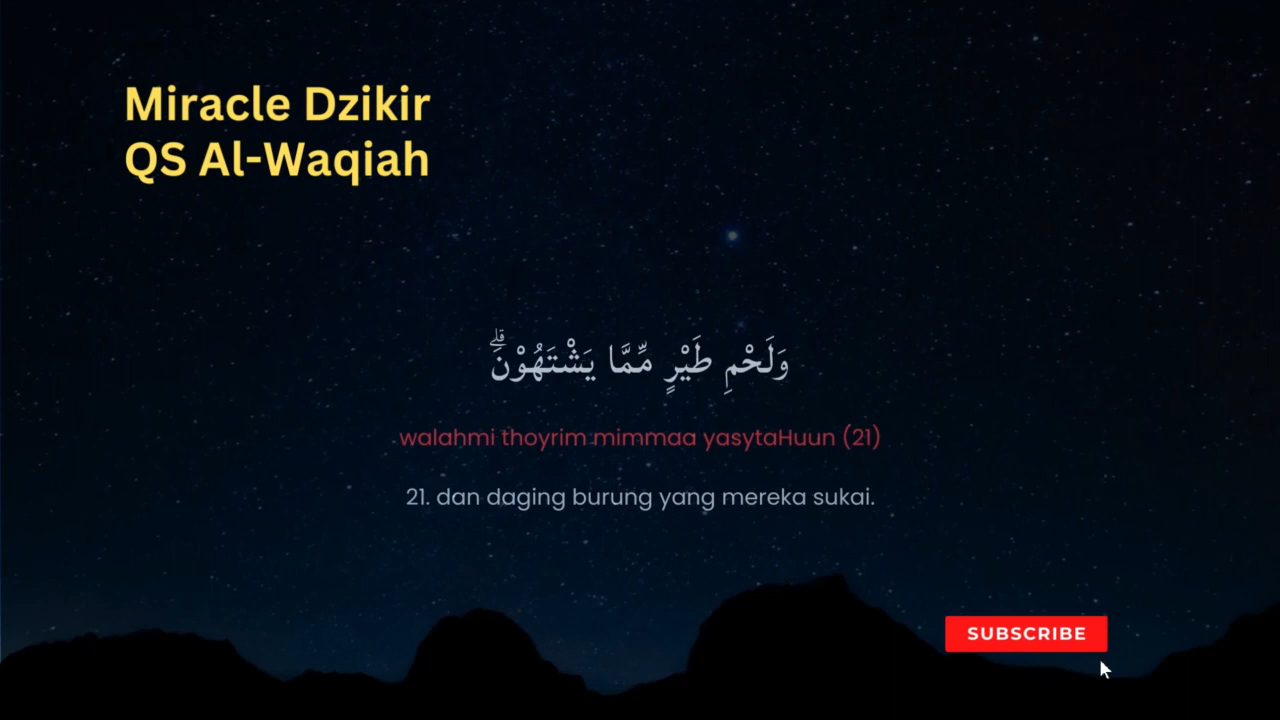 Miracle Dzikir
QS Al-Waqiah
وَلَحْمِ طَيْرٍ مِّمَّا يَشْتَهُوْنَۗ
walahmi thoyrim mimmaa yasytaHuun (21)
21. dan daging burung yang mereka sukai.
SUBSCRIBE